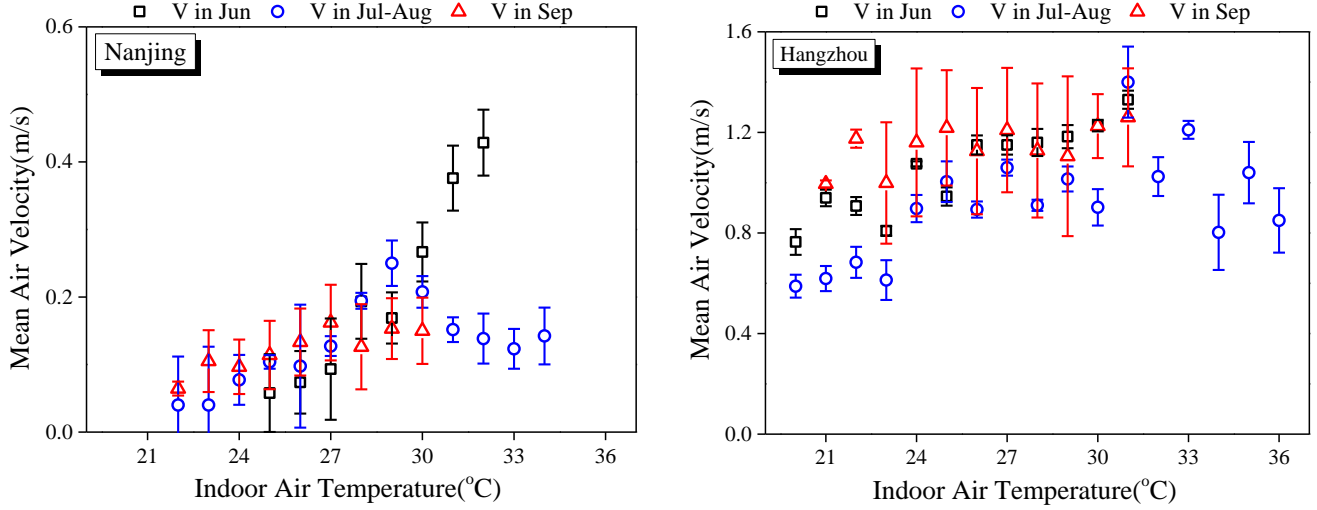 V in Jun V in Jul-Aug V in Sep
Nanjing
Mean Air Velocity(m/s)
0.6
0.4
0.2
0.0
21 24 27 30 33 36
Indoor Air Temperature(°C)
V in Jun V in Jul-Aug V in Sep
Hangzhou
Mean Air Velocity(m/s)
1.6
1.2
0.8
0.4
0.0
21 24 27 30 33 36
Indoor Air Temperature(°C)